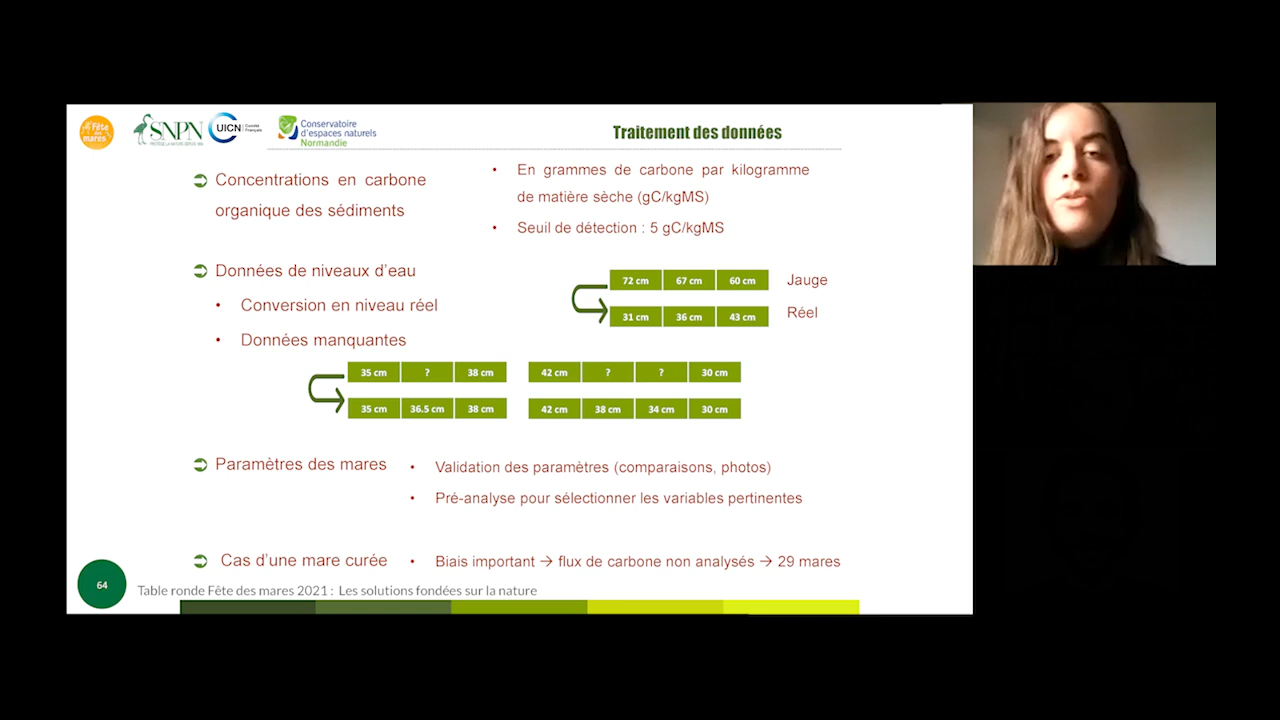 Fête
des
mares
SNPN
PROTÈGE LA NATURE DEPUIS 1854
UICN
Comité
Français
Conservatoire
d'espaces naturels
Normandie
Traitement des données
Concentrations en carbone
organique des sédiments
• En grammes de carbone par kilogramme
de matière sèche (gC/kgMS)
• Seuil de détection : 5 gC/kgMS
Données de niveaux d'eau
• Conversion en niveau réel
• Données manquantes
72 cm 67 cm 60 cm Jauge
31 cm 36 cm 43 cm Réel
35 cm ? 38 cm 42 cm ? ? 30 cm
35 cm 36.5 cm 38 cm 42 cm 38 cm 34 cm 30 cm
Paramètres des mares
• Validation des paramètres (comparaisons, photos)
• Pré-analyse pour sélectionner les variables pertinentes
Cas d'une mare curée
• Biais important → flux de carbone non analysés → 29 mares
64
Table ronde Fête des mares 2021 : Les solutions fondées sur la nature